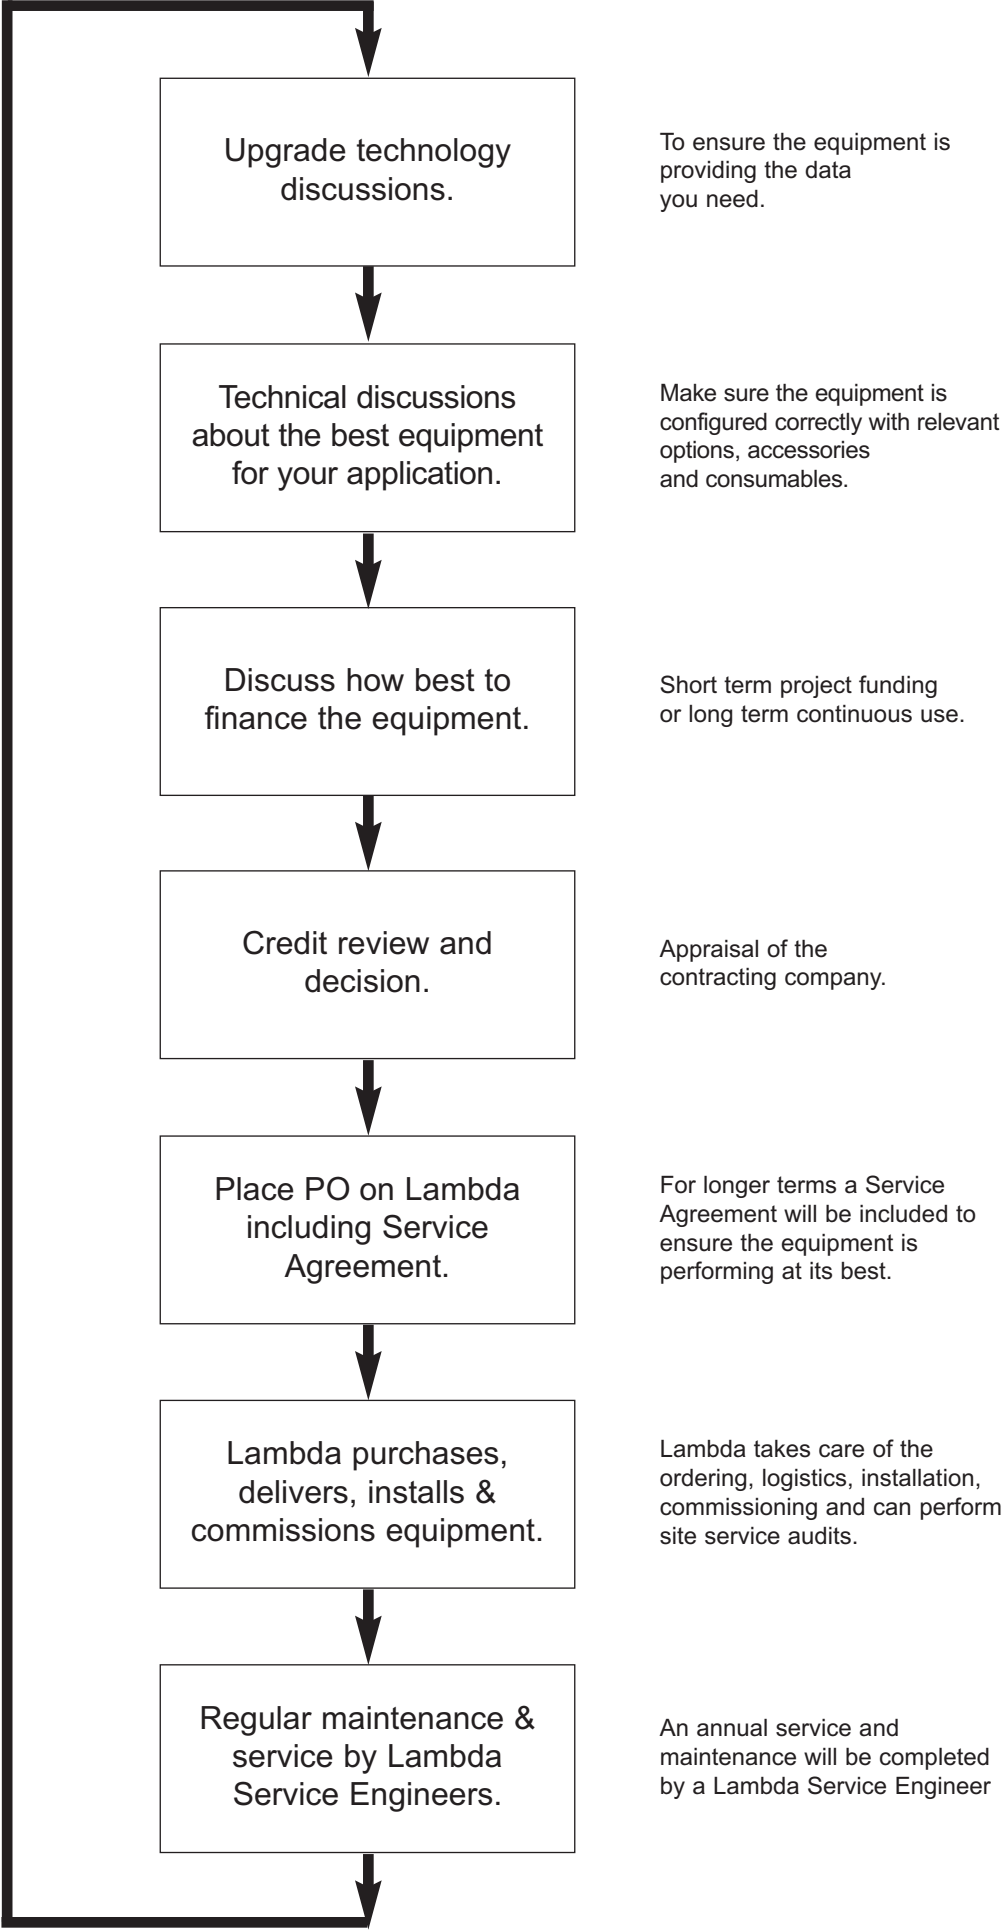 Upgrade technology
discussions.
To ensure the equipment is
providing the data
you need.
Technical discussions
about the best equipment
for your application.
Make sure the equipment is
configured correctly with relevant
options, accessories
and consumables.
Discuss how best to
finance the equipment.
Short term project funding
or long term continuous use.
Credit review and
decision.
Appraisal of the
contracting company.
Place PO on Lambda
including Service
Agreement.
For longer terms a Service
Agreement will be included to
ensure the equipment is
performing at its best.
Lambda purchases,
delivers, installs &
commissions equipment.
Lambda takes care of the
ordering, logistics, installation,
commissioning and can perform
site service audits.
Regular maintenance &
service by Lambda
Service Engineers.
An annual service and
maintenance will be completed
by a Lambda Service Engineer